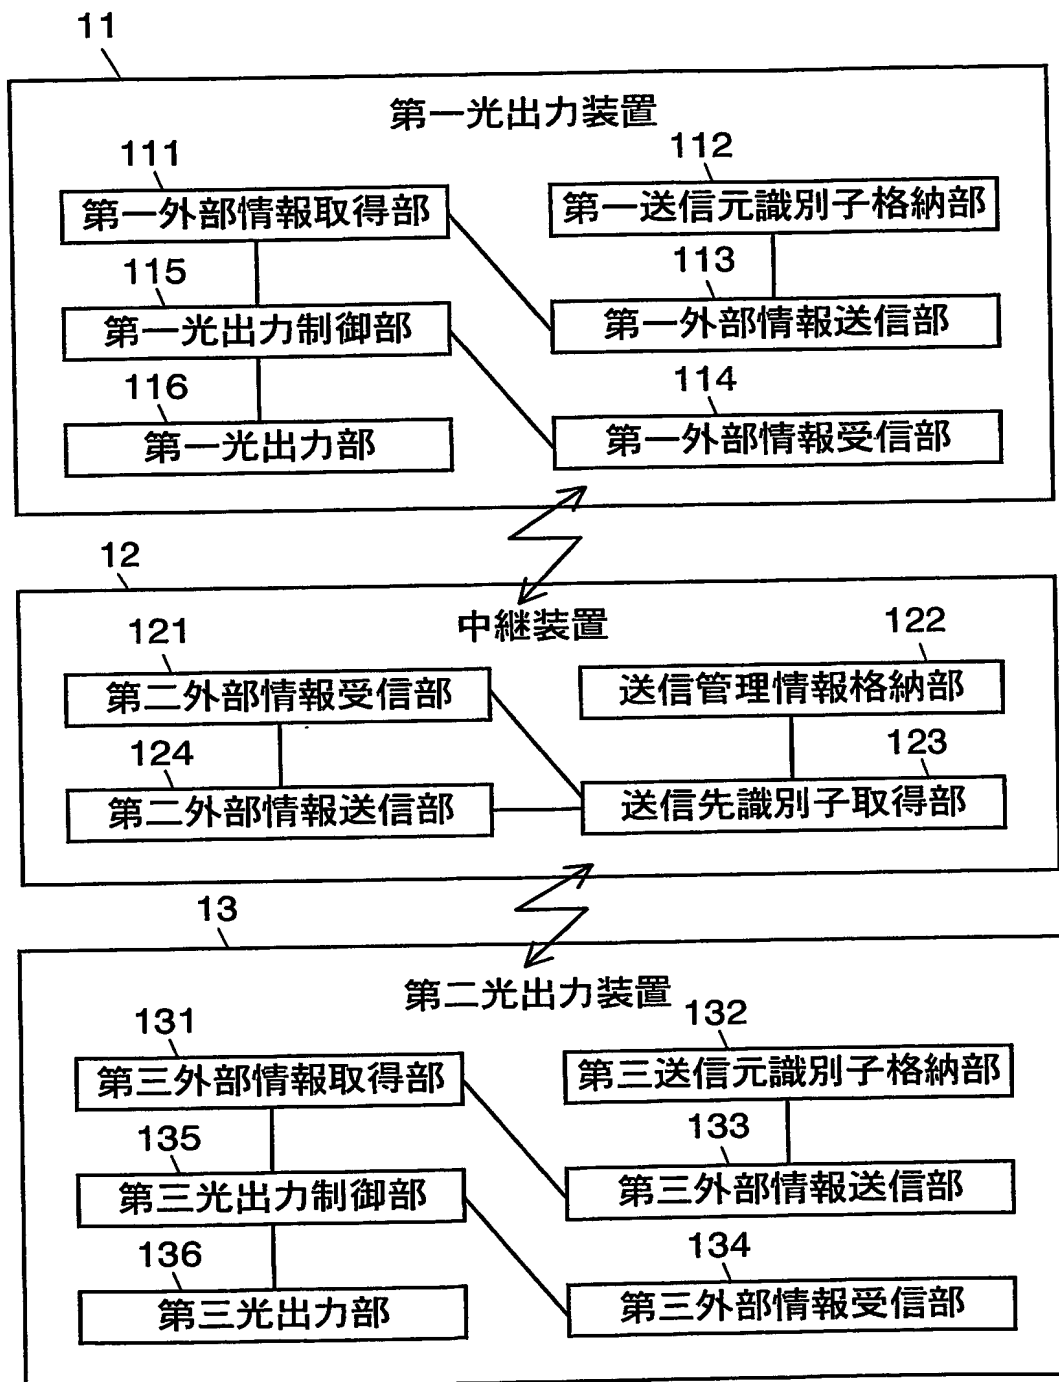 11
第一光出力装置
111
112
第一外部情報取得部
第一送信元識別子格納部
115
113
第一光出力制御部
第一外部情報送信部
116
114
第一光出力部
第一外部情報受信部
12
中継装置
121
122
第二外部情報受信部
送信管理情報格納部
124
123
第二外部情報送信部
送信先識別子取得部
13
第二光出力装置
131
132
第三外部情報取得部
第三送信元識別子格納部
135
133
第三光出力制御部
第三外部情報送信部
136
134
第三光出力部
第三外部情報受信部